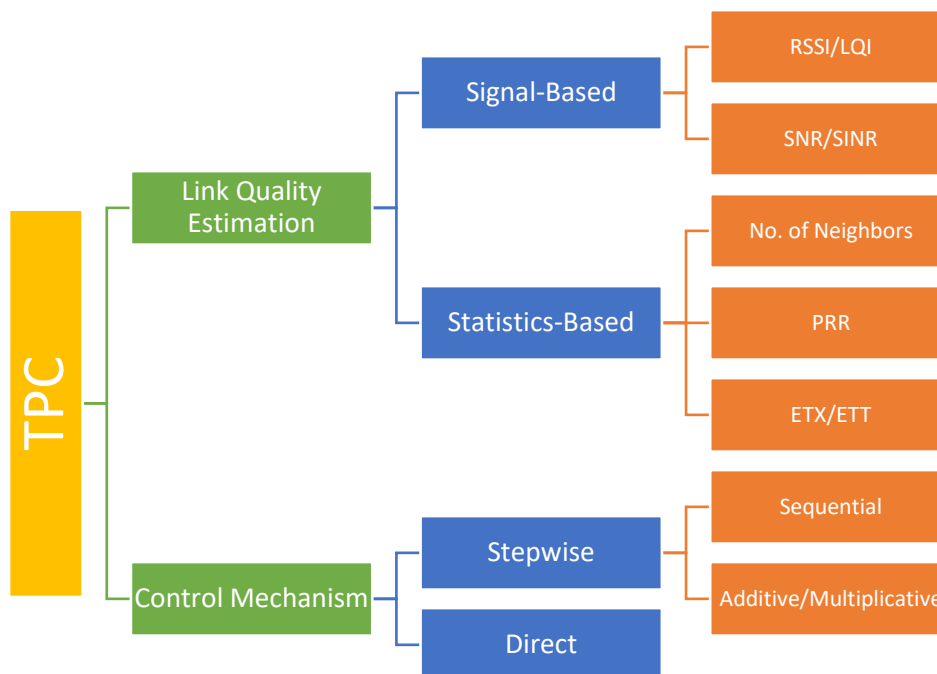 TPC
Link Quality
Estimation
Signal-Based
RSSI/LQI
SNR/SINR
Statistics-Based
No. of Neighbors
PRR
ETX/ETT
Control Mechanism
Stepwise
Sequential
Additive/Multiplicative
Direct